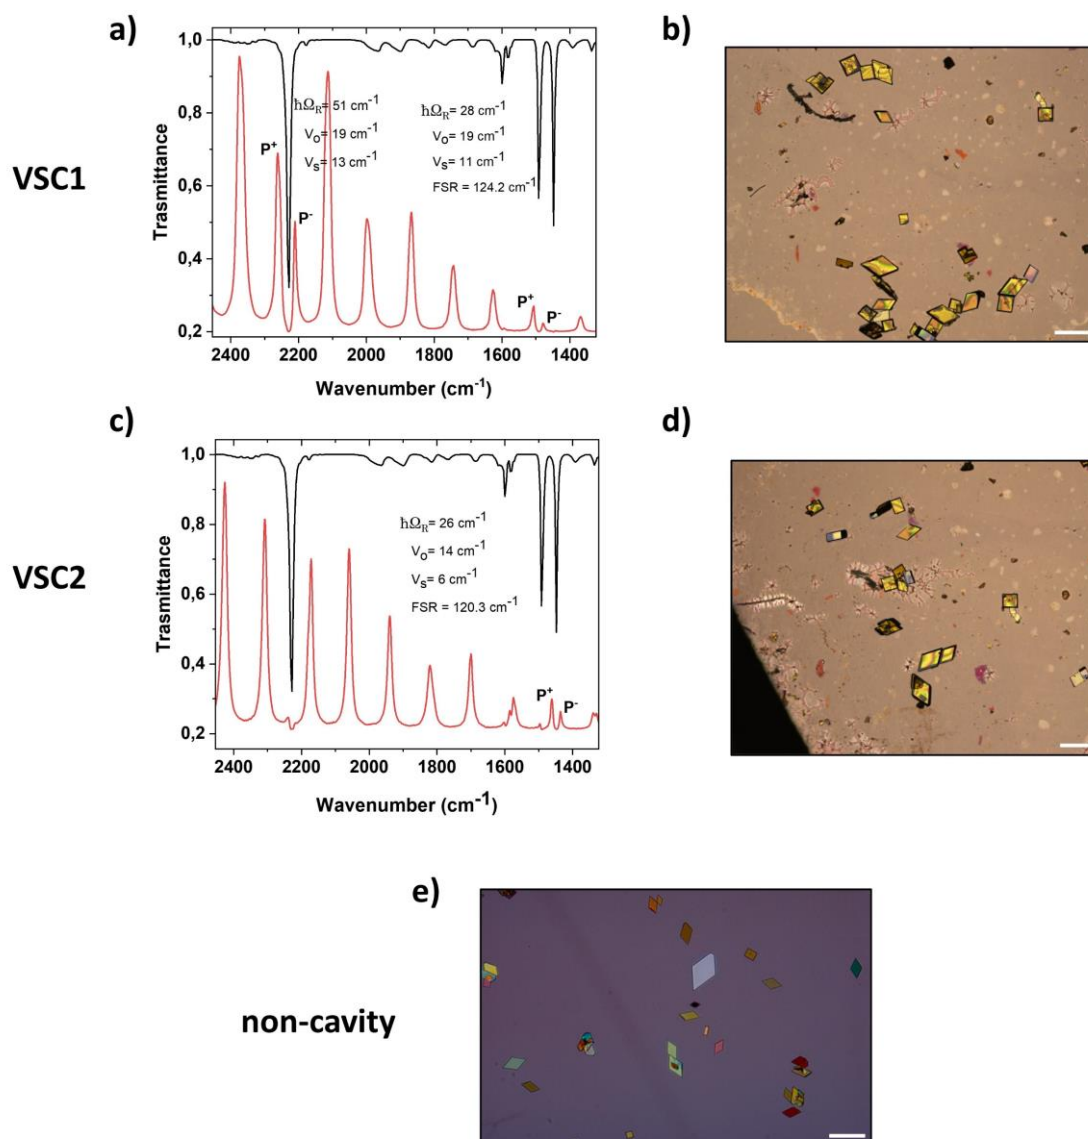 a)
b)
VSC1
1,0
0,8
0,6
0,4
0,2
Trasmittance
ħΩR= 51 cm-1
VO= 19 cm-1
VS= 13 cm-1
ħΩR= 28 cm-1
VO= 19 cm-1
VS= 11 cm-1
FSR = 124.2 cm-1
P+
P-
P+
P-
2400 2200 2000 1800 1600 1400
Wavenumber (cm-1)
c)
d)
VSC2
1,0
0,8
0,6
0,4
0,2
Trasmittance
ħΩR= 26 cm-1
VO= 14 cm-1
VS= 6 cm-1
FSR = 120.3 cm-1
P+
P-
2400 2200 2000 1800 1600 1400
Wavenumber (cm-1)
e)
non-cavity